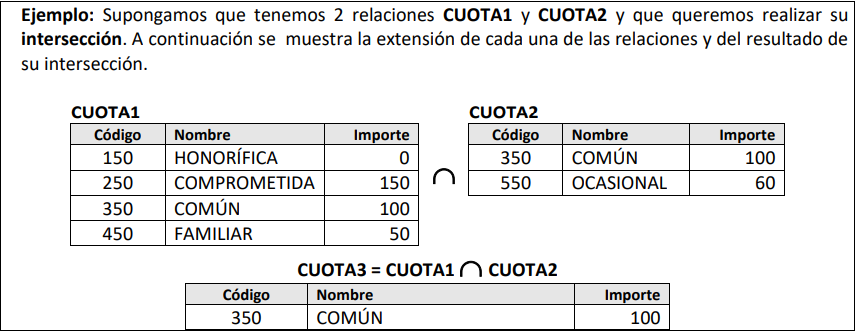 Ejemplo: Supongamos que tenemos 2 relaciones CUOTA1 y CUOTA2 y que queremos realizar su
intersección. A continuación se muestra la extensión de cada una de las relaciones y del resultado de
su intersección.
CUOTA1
Código Nombre Importe
150 HONORÍFICA 0
250 COMPROMETIDA 150
350 COMÚN 100
450 FAMILIAR 50
∩
CUOTA2
Código Nombre Importe
350 COMÚN 100
550 OCASIONAL 60
CUOTA3 = CUOTA1 ∩ CUOTA2
Código Nombre Importe
350 COMÚN 100